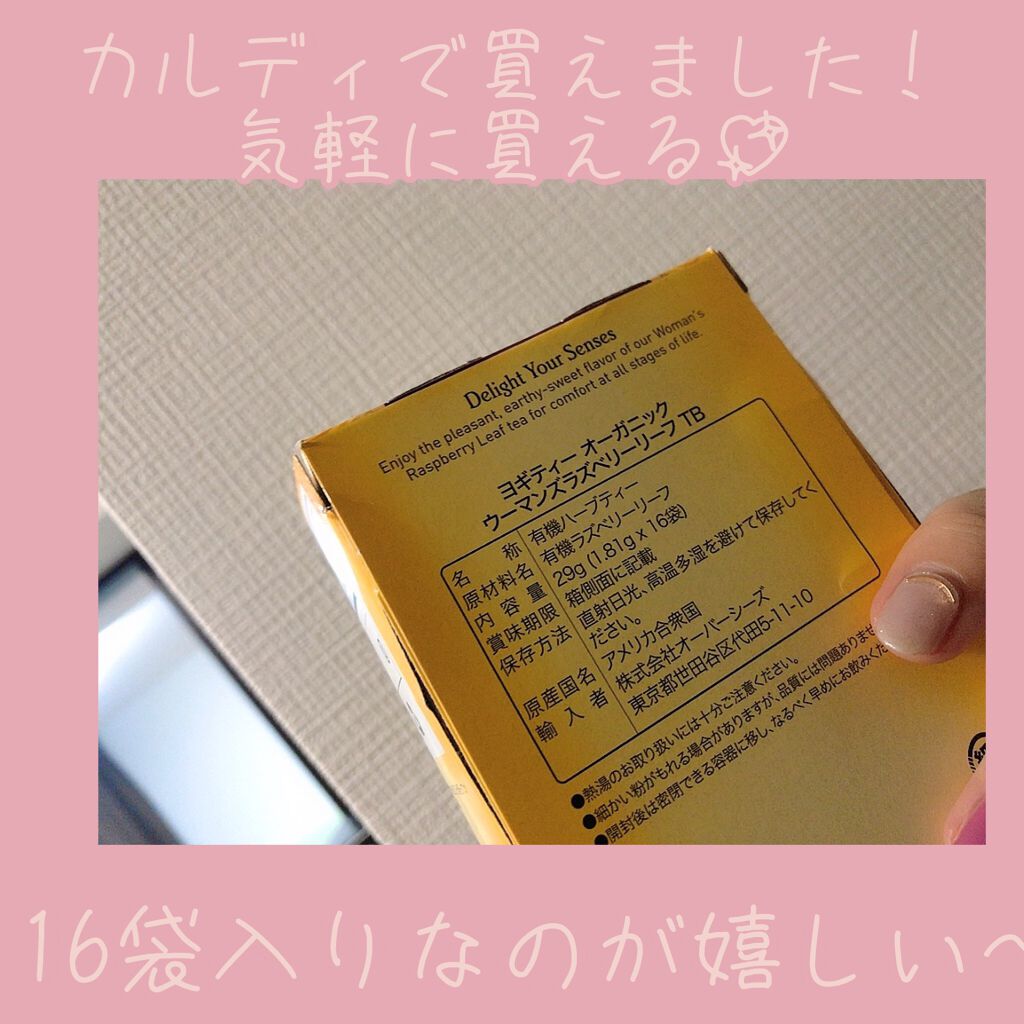 カルディで買えました！
気軽に買える
Delight Your Senses
Enjoy the pleasant, earthy-sweet flavor of our Woman's
Raspberry Leaf tea for comfort at all stages of life.
ヨギティー オーガニック
ウーマンズラズベリーリーフ TB
名称 有機ハーブティー
原材料名 有機ラズベリーリーフ
内容量 29g (1.81g x 16袋)
賞味期限 箱側面に記載
保存方法 直射日光、高温多湿を避けて保存してく
ださい。
原産国名 アメリカ合衆国
輸入者 株式会社オーバーシーズ
東京都世田谷区代田5-11-10
●熱湯のお取り扱いには十分ご注意ください。
●細かい粉がもれる場合がありますが、品質には問題ありませ
●開封後は密閉できる容器に移し、なるべく早めにお飲みくだ
16袋入りなのが嬉しい〜